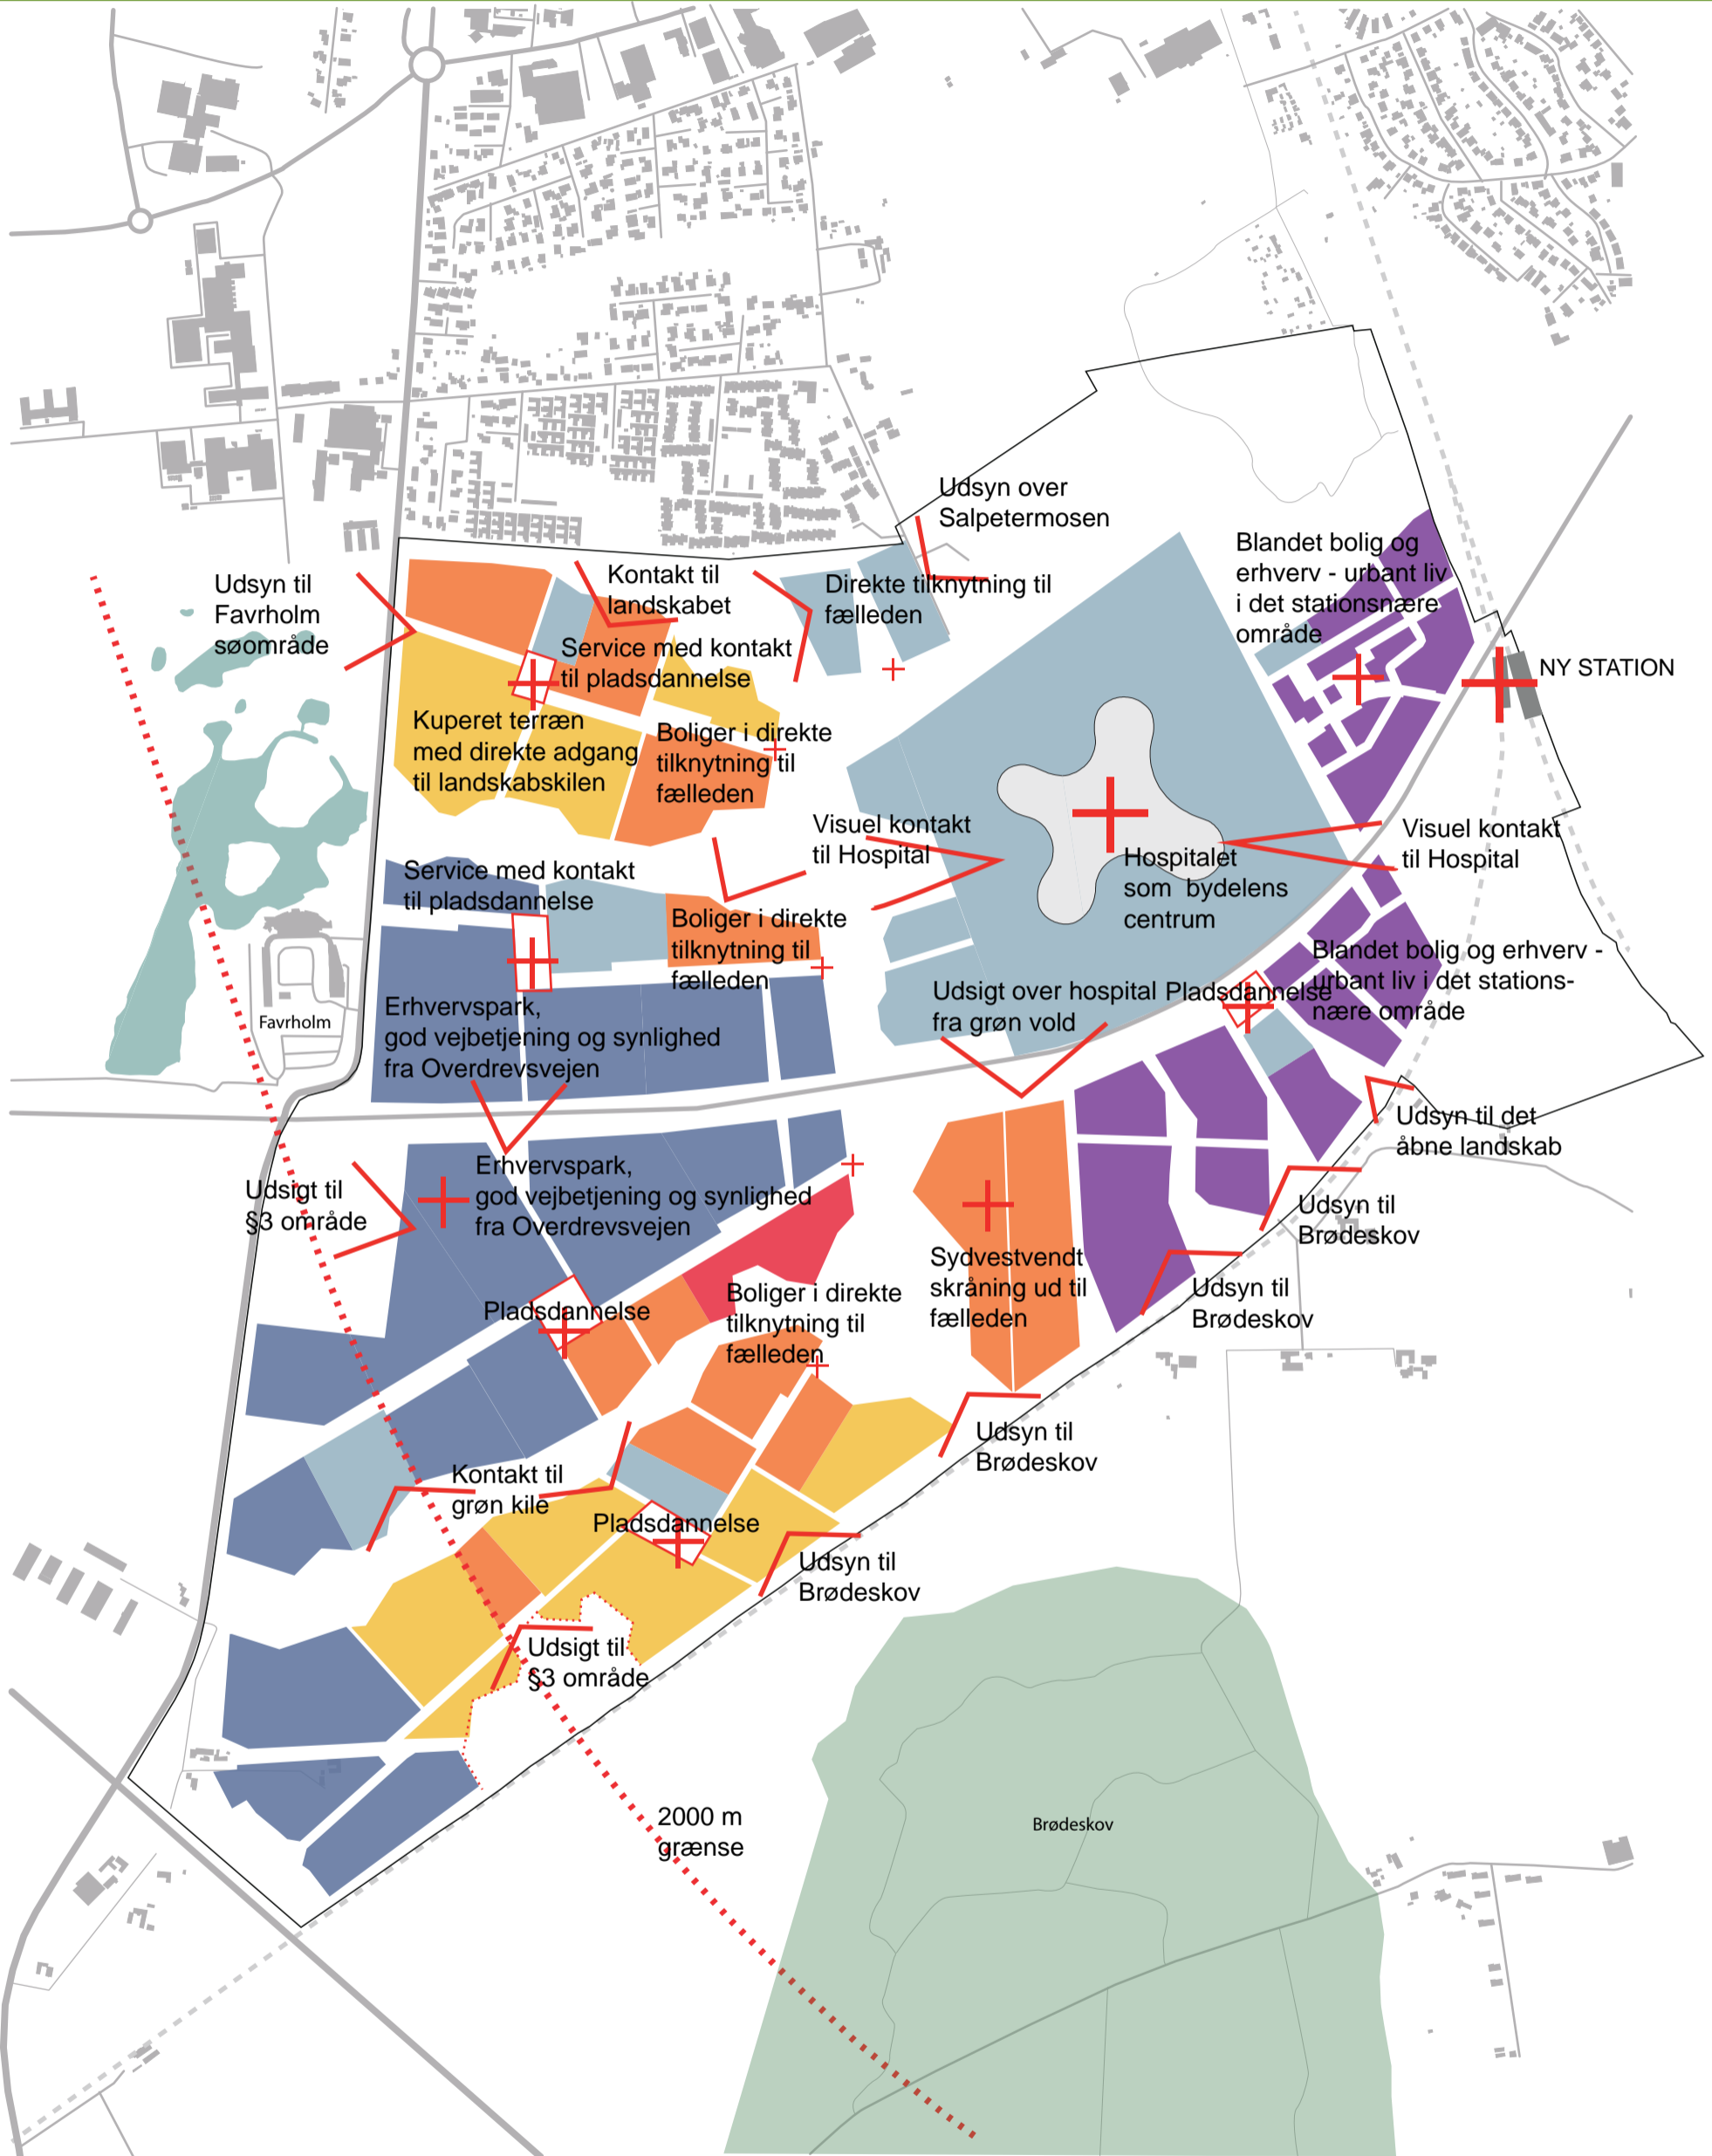 Udsyn over
Salpetermosen
Blandet bolig og
erhverv - urbant liv
i det stationsnære
område
Udsyn til
Favrholm
søområde
Kontakt til
landskabet
Direkte tilknytning til
fælleden
Service med kontakt
til pladsdannelse
NY STATION
Kuperet terræn
med direkte adgang
til landskabskilen
Boliger i direkte
tilknytning til
fælleden
Visuel kontakt
til Hospital
Visuel kontakt
til Hospital
Hospitalet
som bydelens
centrum
Service med kontakt
til pladsdannelse
Boliger i direkte
tilknytning til
fælleden
Blandet bolig og erhverv -
urbant liv i det stations-
nære område
Udsigt over hospital
fra grøn vold
Pladsdannelse
Favrholm
Erhvervspark,
god vejbetjening og synlighed
fra Overdrevsvejen
Udsyn til det
åbne landskab
Erhvervspark,
god vejbetjening og synlighed
fra Overdrevsvejen
Udsigt til
§3 område
Udsyn til
Brødeskov
Sydvestvendt
skråning ud til
fælleden
Udsyn til
Brødeskov
Pladsdannelse
Boliger i direkte
tilknytning til
fælleden
Udsyn til
Brødeskov
Kontakt til
grøn kile
Pladsdannelse
Udsyn til
Brødeskov
Udsigt til
§3 område
2000 m
grænse
Brødeskov